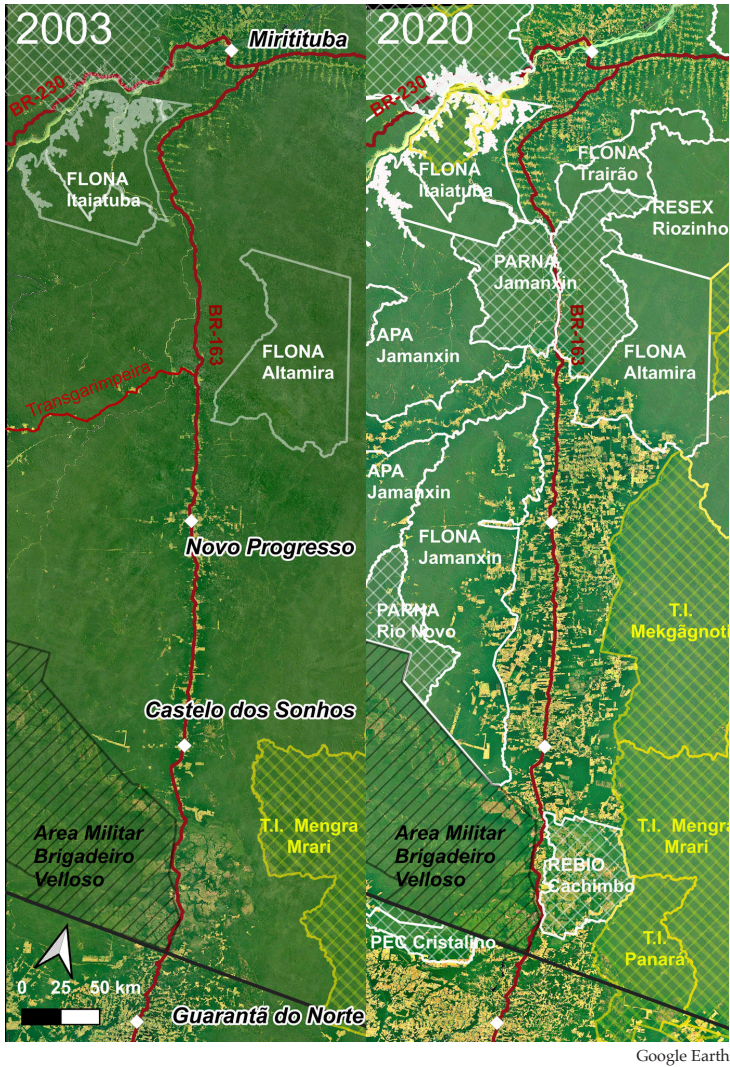 2003
Miritituba
BR-230
FLONA
Itaiatuba
BR-163
FLONA
Altamira
Transgarimpeira
Novo Progresso
Castelo dos Sonhos
T.I. Mengra
Mrari
Area Militar
Brigadeiro
Velloso
0 25 50 km
Guarantã do Norte
2020
BR-230
FLONA
Itaiatuba
FLONA
Trairão
RESEX
Riozinho
PARNA
Jamanxin
BR-163
APA
Jamanxin
FLONA
Altamira
APA
Jamanxin
FLONA
Jamanxin
PARNA
Rio Novo
T.I.
Mekgãgnoti
T.I. Mengra
Mrari
Area Militar
Brigadeiro
Velloso
REBIO
Cachimbo
PEC Cristalino
T.I.
Panará
Google Earth